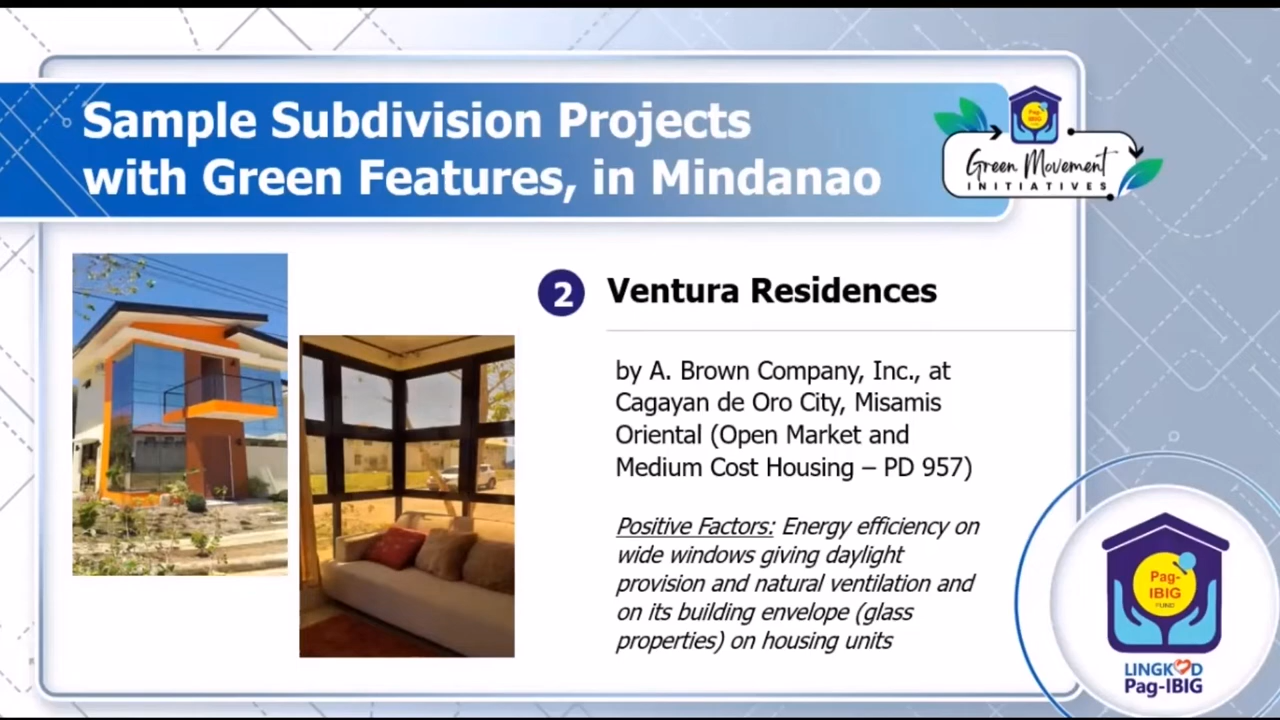 Sample Subdivision Projects
with Green Features, in Mindanao
Pag-
IBIG
Green Movement
INITIATIVES
2 Ventura Residences
by A. Brown Company, Inc., at
Cagayan de Oro City, Misamis
Oriental (Open Market and
Medium Cost Housing – PD 957)
Positive Factors: Energy efficiency on
wide windows giving daylight
provision and natural ventilation and
on its building envelope (glass
properties) on housing units
Pag-
IBIG
FUND
LINGKOD
Pag-IBIG